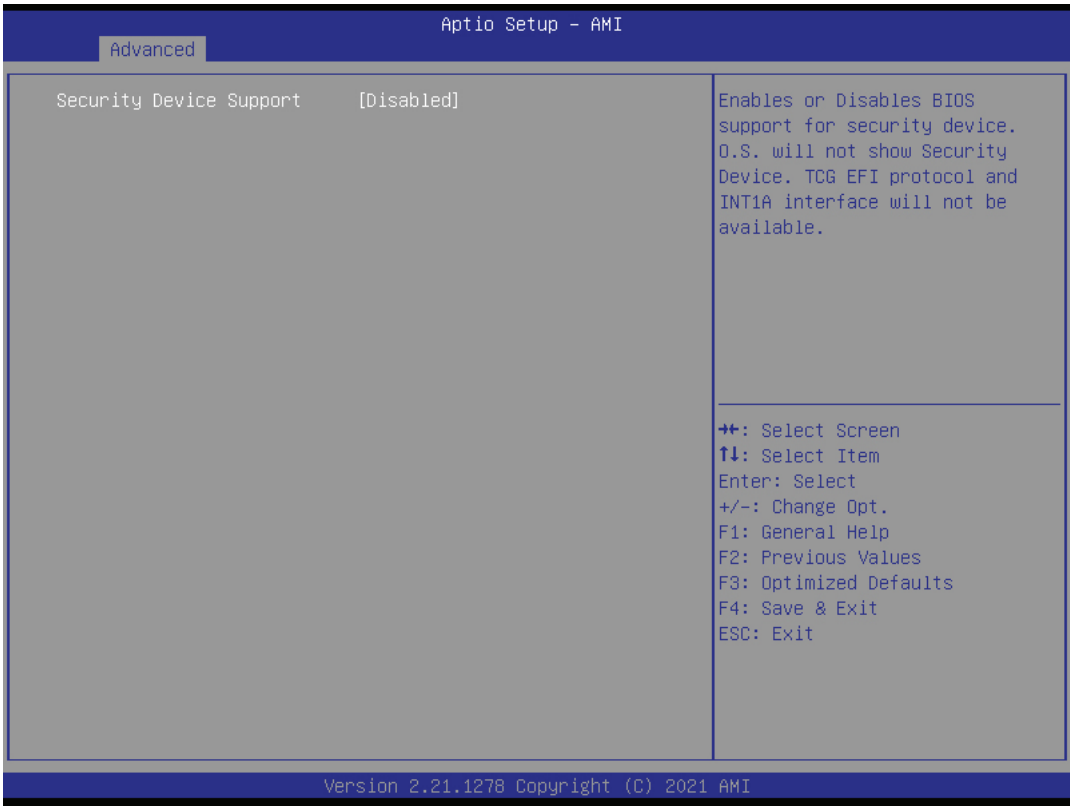 Aptio Setup – AMI
Advanced
Security Device Support [Disabled]
Enables or Disables BIOS
support for security device.
O.S. will not show Security
Device. TCG EFI protocol and
INT1A interface will not be
available.
→←: Select Screen
↑↓: Select Item
Enter: Select
+/-: Change Opt.
F1: General Help
F2: Previous Values
F3: Optimized Defaults
F4: Save & Exit
ESC: Exit
Version 2.21.1278 Copyright (C) 2021 AMI